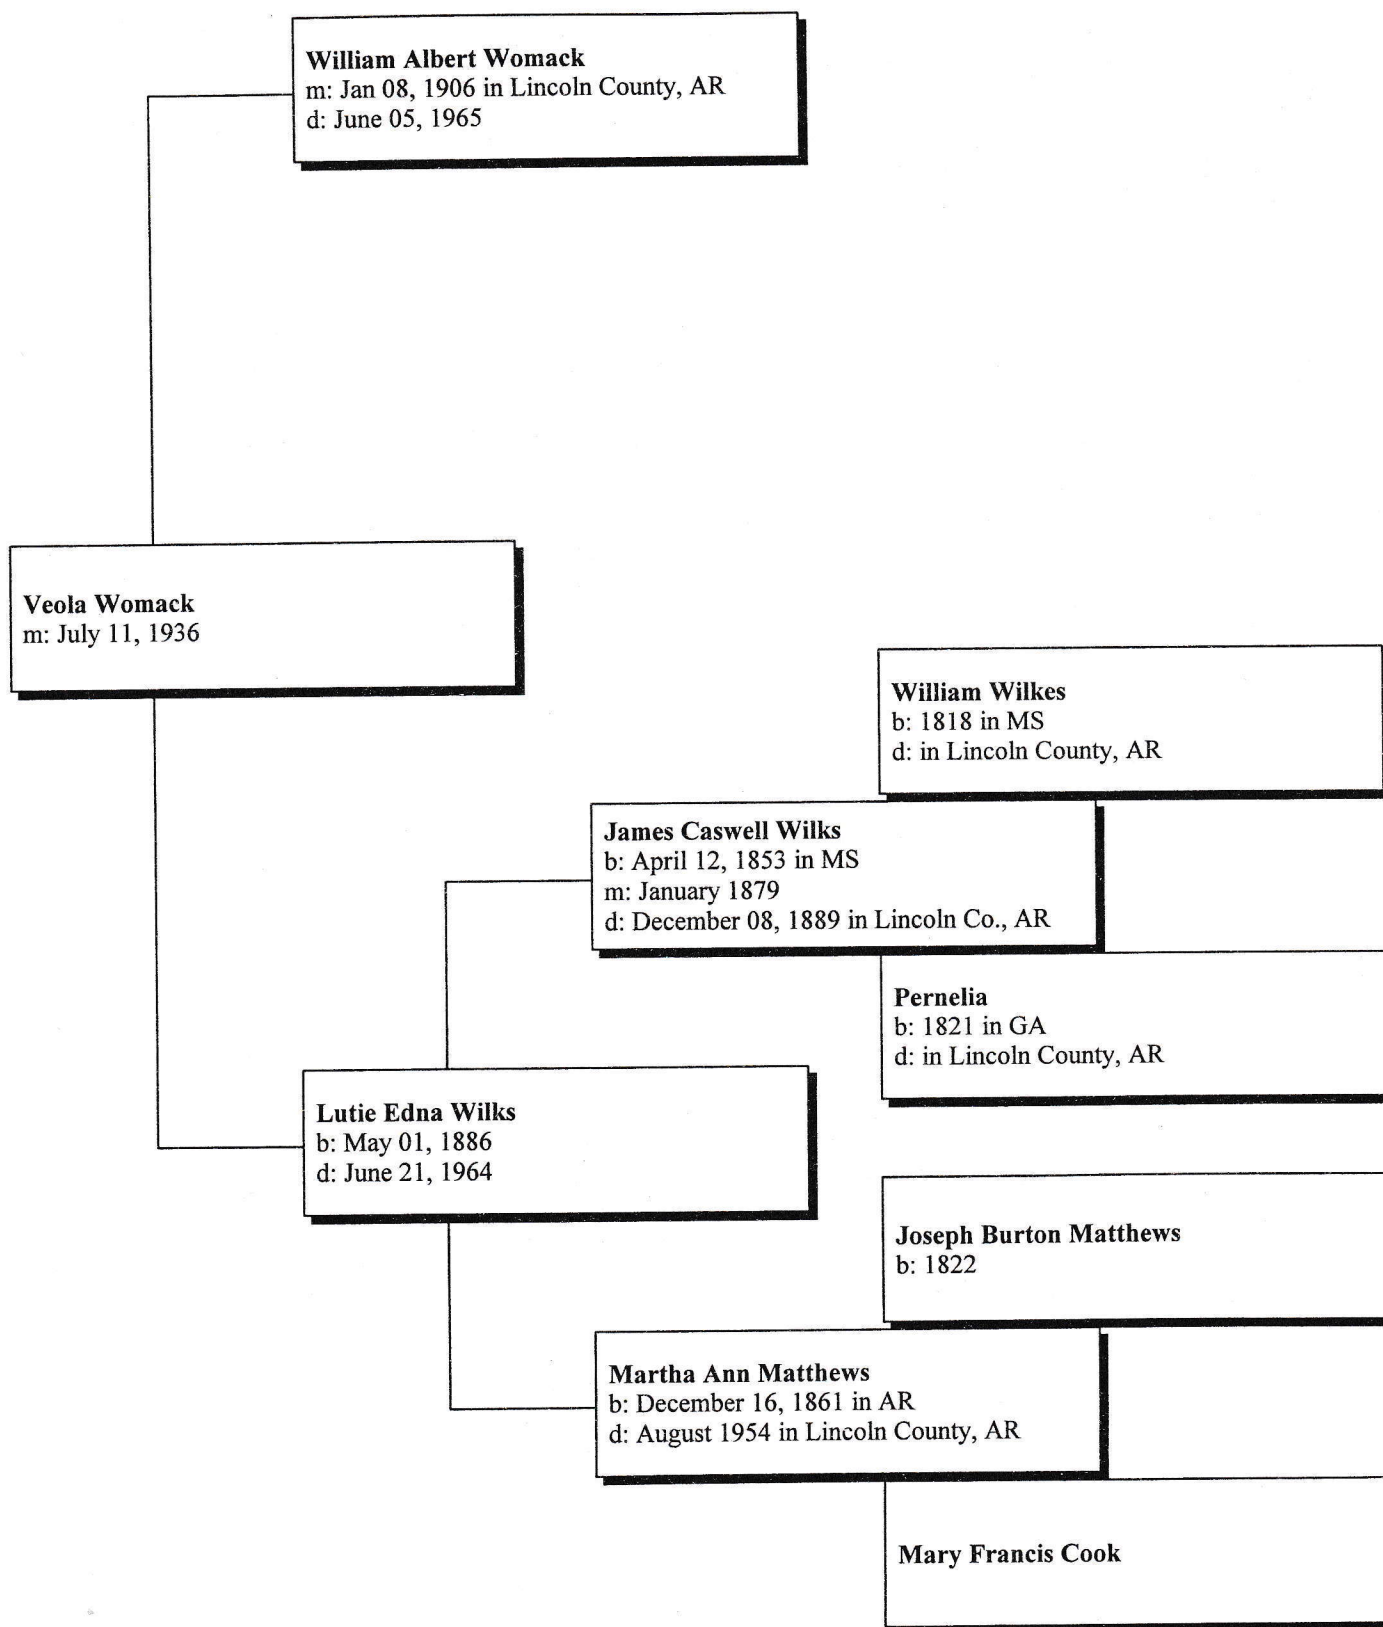 William Albert Womack
m: Jan 08, 1906 in Lincoln County, AR
d: June 05, 1965
Veola Womack
m: July 11, 1936
William Wilkes
b: 1818 in MS
d: in Lincoln County, AR
James Caswell Wilks
b: April 12, 1853 in MS
m: January 1879
d: December 08, 1889 in Lincoln Co., AR
Pernelia
b: 1821 in GA
d: in Lincoln County, AR
Lutie Edna Wilks
b: May 01, 1886
d: June 21, 1964
Joseph Burton Matthews
b: 1822
Martha Ann Matthews
b: December 16, 1861 in AR
d: August 1954 in Lincoln County, AR
Mary Francis Cook